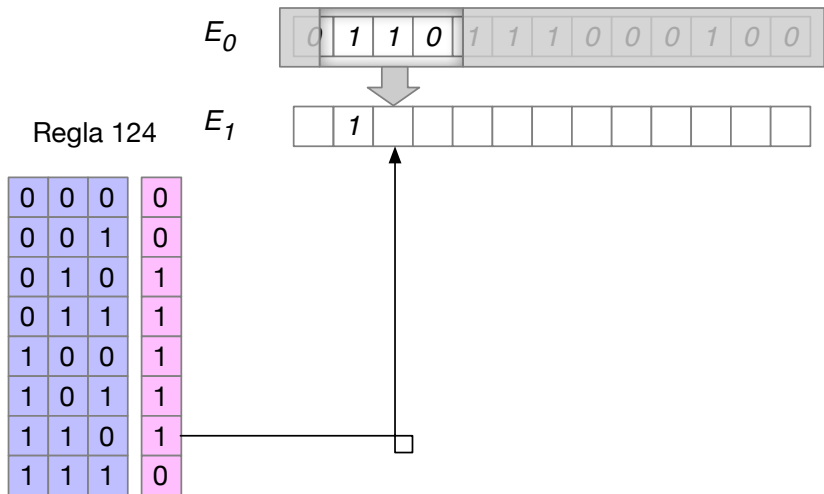 E0 0 1 1 0 1 1 1 0 0 0 1 0 0
E1 1
Regla 124
0 0 0 0
0 0 1 0
0 1 0 1
0 1 1 1
1 0 0 1
1 0 1 1
1 1 0 1
1 1 1 0